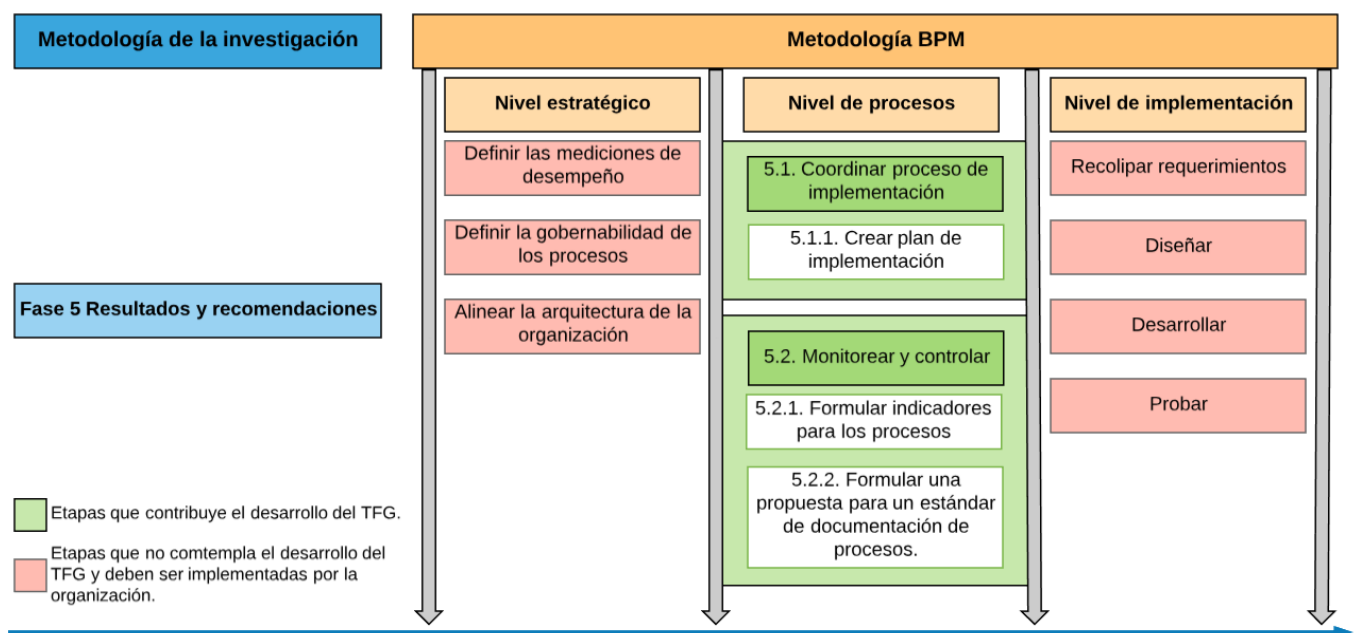 Metodología de la investigación
Metodología BPM
Nivel estratégico
Nivel de procesos
Nivel de implementación
Definir las mediciones de
desempeño
Definir la gobernabilidad de
los procesos
Alinear la arquitectura de la
organización
5.1. Coordinar proceso de
implementación
5.1.1. Crear plan de
implementación
5.2. Monitorear y controlar
5.2.1. Formular indicadores
para los procesos
5.2.2. Formular una
propuesta para un estándar
de documentación de
procesos.
Recolipar requerimientos
Diseñar
Desarrollar
Probar
Fase 5 Resultados y recomendaciones
Etapas que contribuye el desarrollo del TFG.
Etapas que no comtempla el desarrollo del
TFG y deben ser implementadas por la
organización.